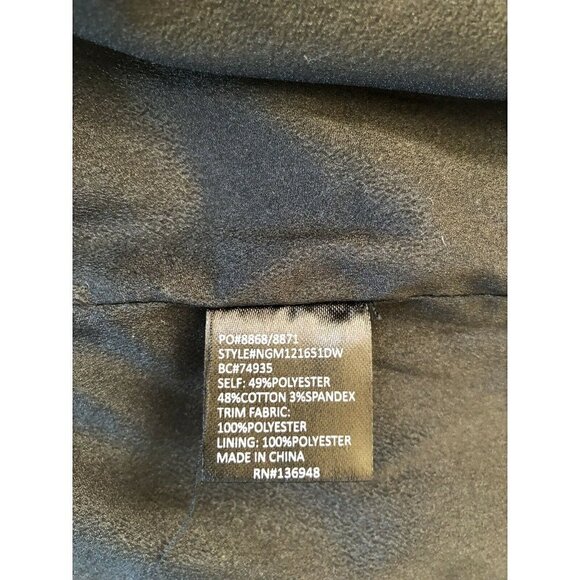 PO#8868/8871
STYLE#NGM121651DW
BC#74935
SELF: 49%POLYESTER
48%COTTON 3%SPANDEX
TRIM FABRIC:
100%POLYESTER
LINING: 100%POLYESTER
MADE IN CHINA
RN#136948